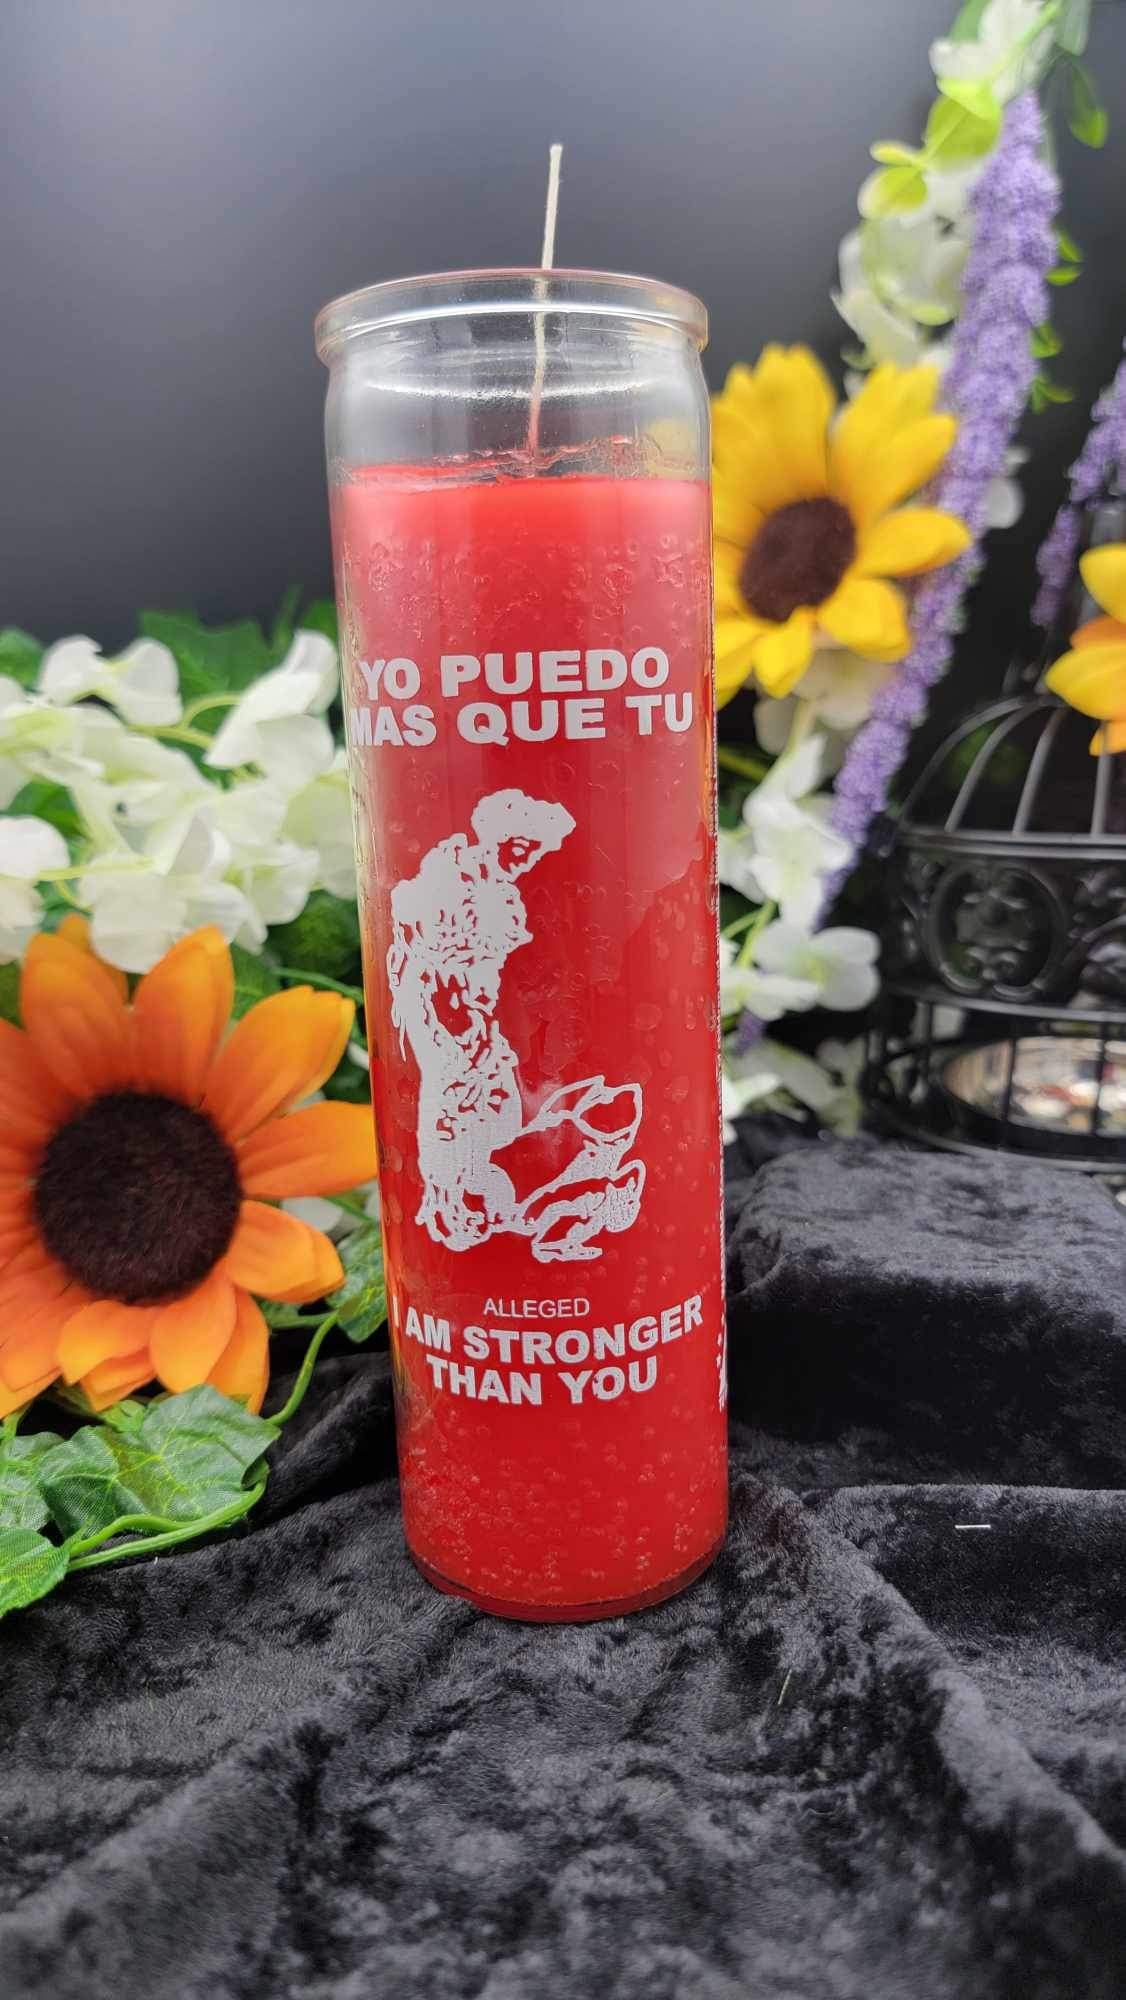 YO PUEDO
MAS QUE TU
ALLEGED
I AM STRONGER
THAN YOU